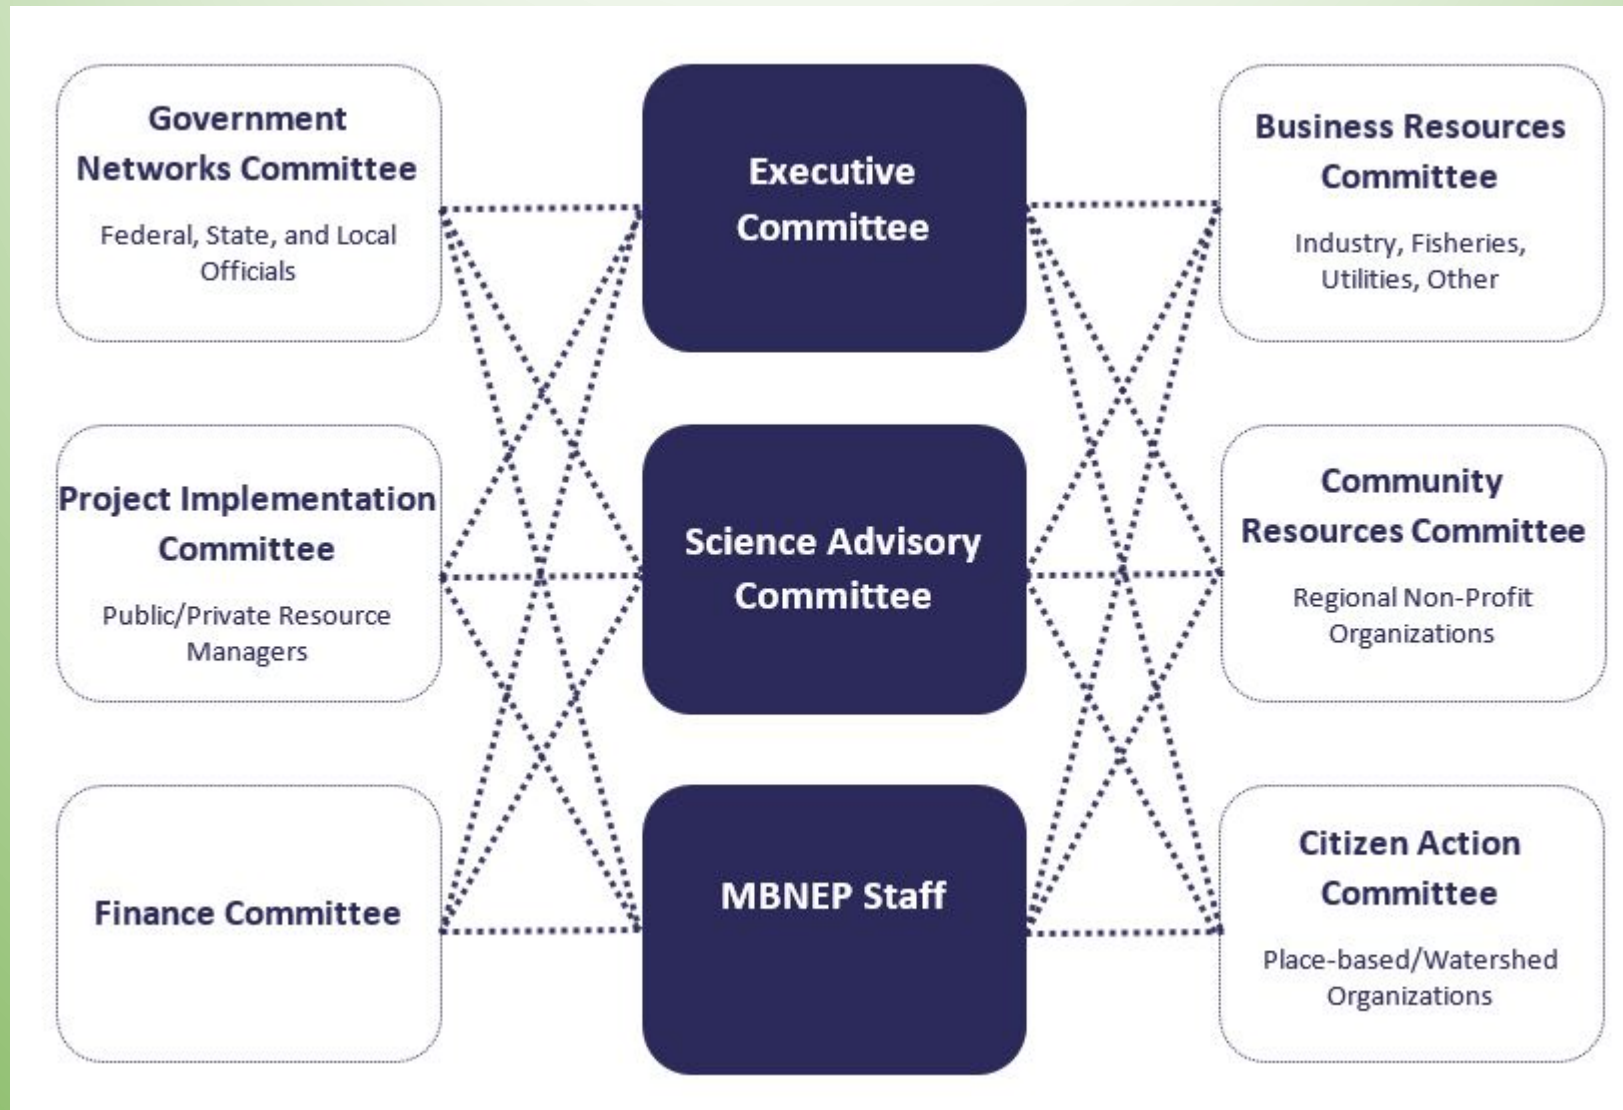 Government
Networks Committee
Federal, State, and Local
Officials
Project Implementation
Committee
Public/Private Resource
Managers
Finance Committee
Executive
Committee
Science Advisory
Committee
MBNEP Staff
Business Resources
Committee
Industry, Fisheries,
Utilities, Other
Community
Resources Committee
Regional Non-Profit
Organizations
Citizen Action
Committee
Place-based/Watershed
Organizations